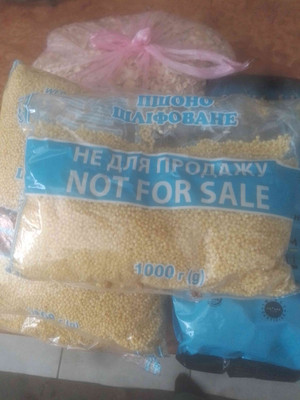 ПШОНО
ШЛІФОВАНЕ
НЕ ДЛЯ ПРОДАЖУ
NOT FOR SALE
1000 г (g)